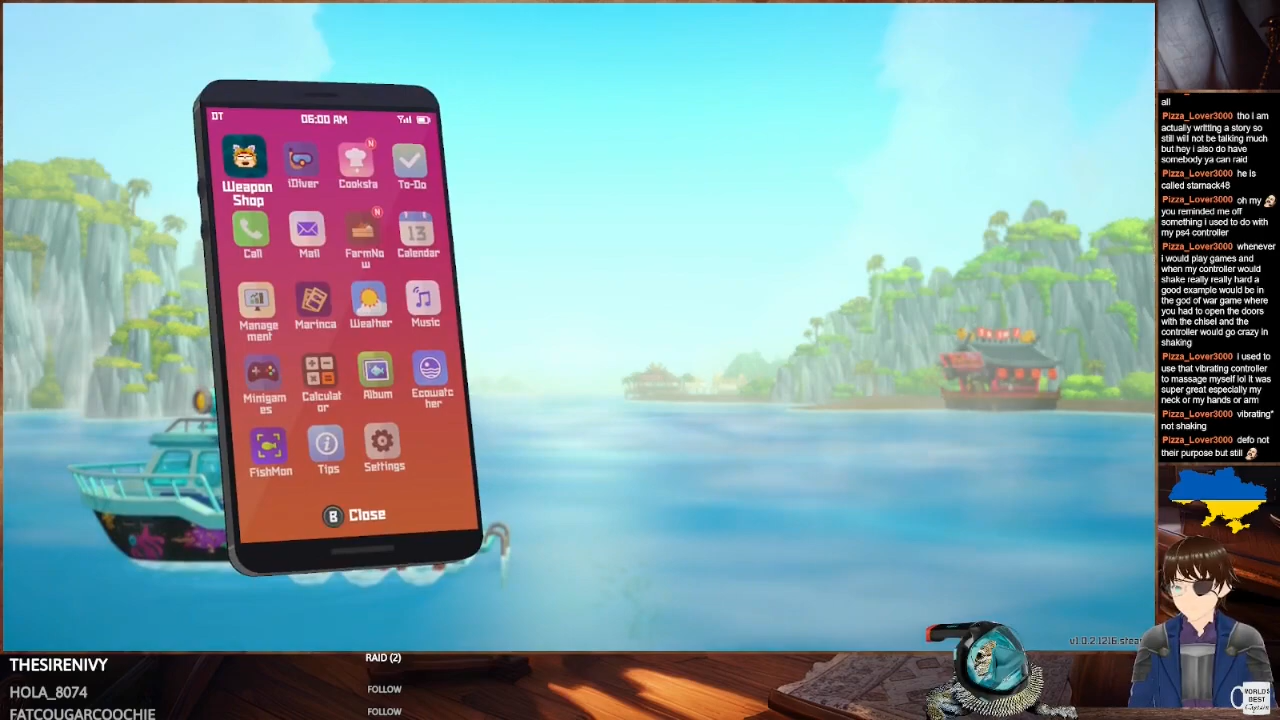 DT 06:00 AM
Weapon
Shop
iDiver
N
Cooksta
To-Do
Call
Mail
N
FarmNo
w
13
Calendar
Manage
ment
Marinca
Weather
Music
Minigam
es
Calculat
or
Album
Ecowatc
her
FishMon
Tips
Settings
B Close
all
Pizza_Lover3000 tho i am
actually writting a story so
still will not be talking much
but hey i also do have
somebody ya can raid
Pizza_Lover3000 he is
called starnack48
Pizza_Lover3000 oh my
you reminded me off
something i used to do with
my ps4 controller
Pizza_Lover3000 whenever
i would play games and
when my controller would
shake really really hard a
good example would be in
the god of war game where
you had to open the doors
with the chisel and the
controller would go crazy in
shaking
Pizza_Lover3000 I used to
use that vibrating controller
to massage myself lol it was
super great especially my
neck or my hands or arm
Pizza_Lover3000 vibrating*
not shaking
Pizza_Lover3000 defo not
their purpose but still
v1.0.2.1216.steam
THESIRENIVY RAID (2)
HOLA_8074 FOLLOW
FATCOUGARCOOCHIE FOLLOW
WORLD'S
BEST
Captain